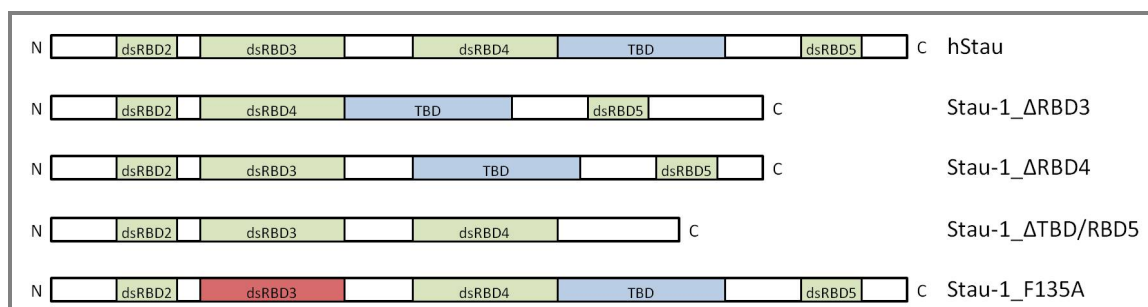 N dsRBD2 dsRBD3 dsRBD4 TBD dsRBD5 C hStau
N dsRBD2 dsRBD4 TBD dsRBD5 C Stau-1_ΔRBD3
N dsRBD2 dsRBD3 TBD dsRBD5 C Stau-1_ΔRBD4
N dsRBD2 dsRBD3 dsRBD4 C Stau-1_ΔTBD/RBD5
N dsRBD2 dsRBD3 dsRBD4 TBD dsRBD5 C Stau-1_F135A